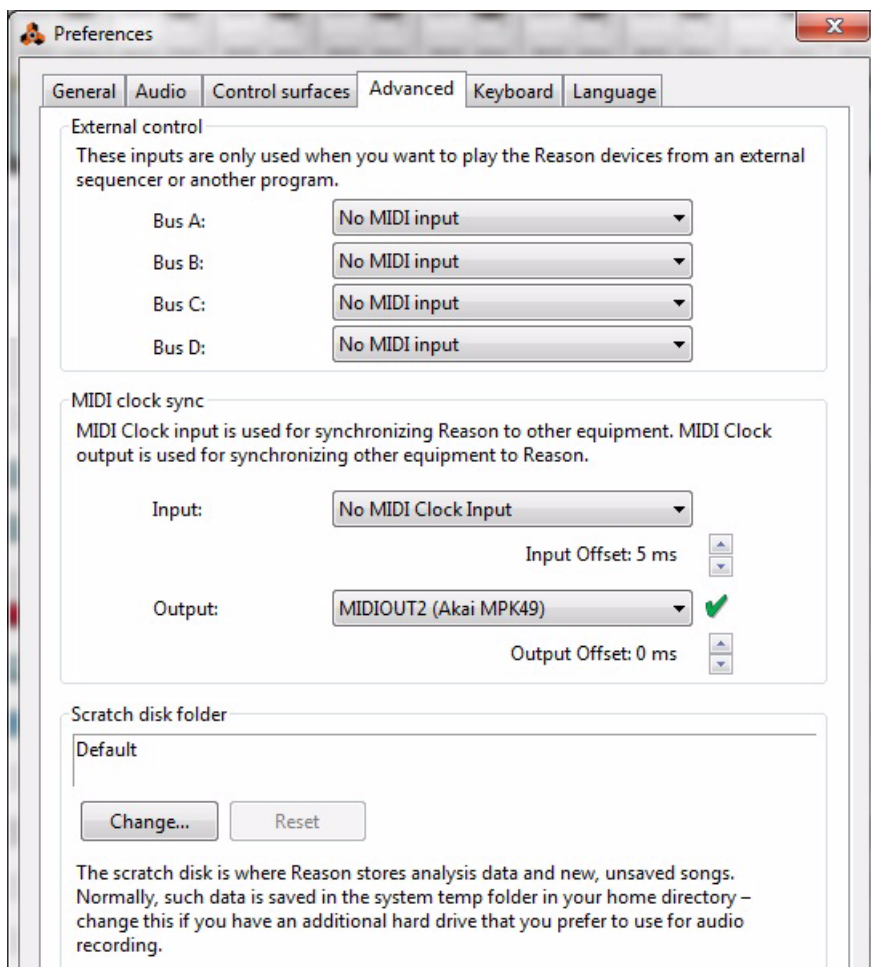 Preferences
General Audio Control surfaces Advanced Keyboard Language
External control
These inputs are only used when you want to play the Reason devices from an external
sequencer or another program.
Bus A: No MIDI input
Bus B: No MIDI input
Bus C: No MIDI input
Bus D: No MIDI input
MIDI clock sync
MIDI Clock input is used for synchronizing Reason to other equipment. MIDI Clock
output is used for synchronizing other equipment to Reason.
Input: No MIDI Clock Input
Input Offset: 5 ms
Output: MIDIOUT2 (Akai MPK49)
Output Offset: 0 ms
Scratch disk folder
Default
Change... Reset
The scratch disk is where Reason stores analysis data and new, unsaved songs.
Normally, such data is saved in the system temp folder in your home directory –
change this if you have an additional hard drive that you prefer to use for audio
recording.